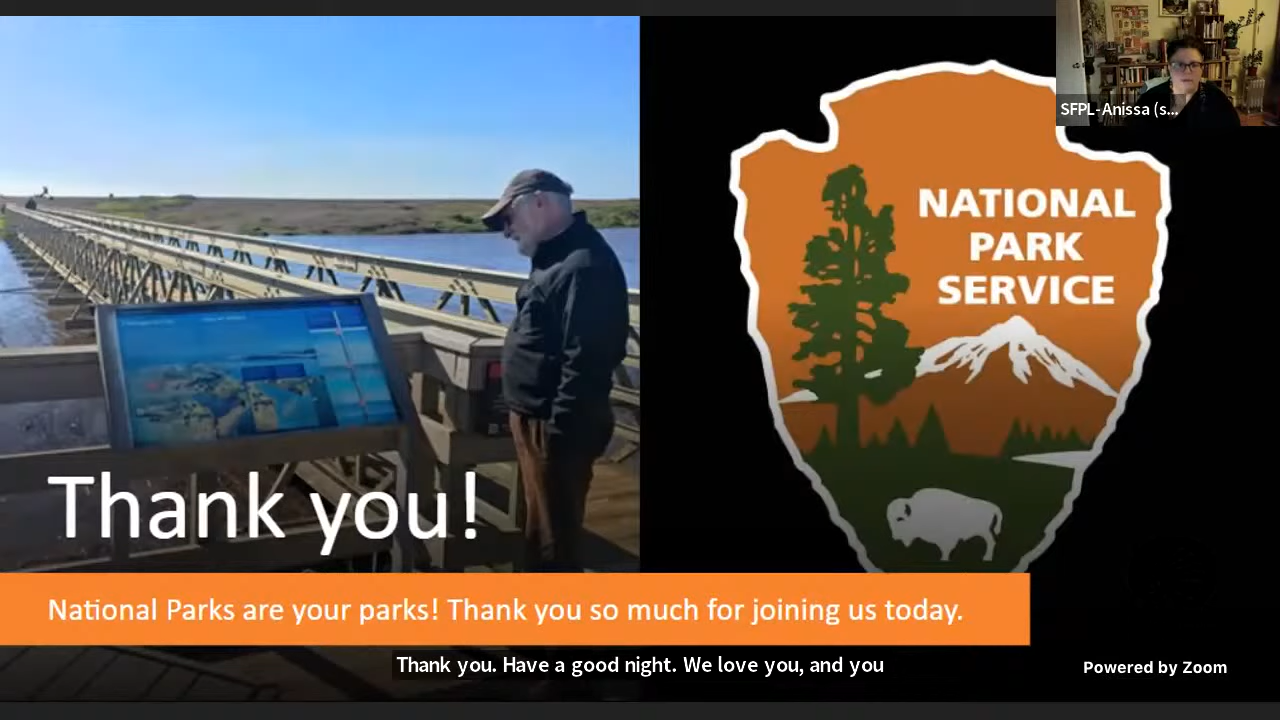 SFPL-Anissa (s...
NATIONAL
PARK
SERVICE
Thank you!
National Parks are your parks! Thank you so much for joining us today.
Thank you. Have a good night. We love you, and you
Powered by Zoom